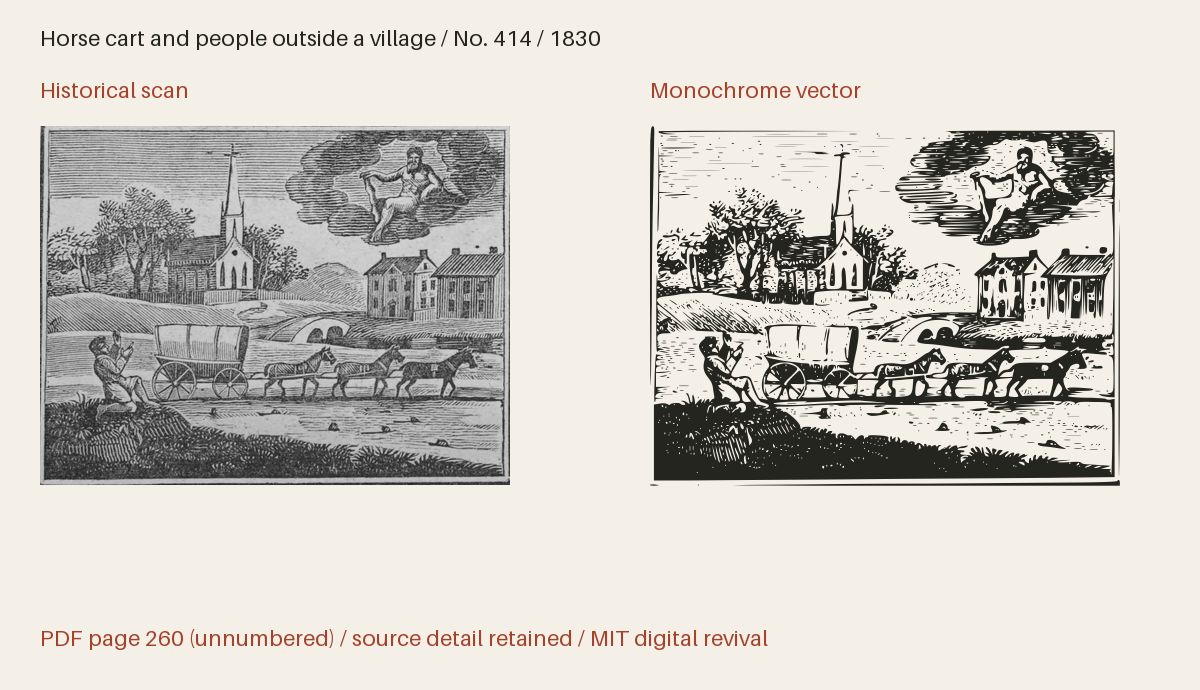 Horse cart and people outside a village / No. 414 / 1830
Historical scan
Monochrome vector
PDF page 260 (unnumbered) / source detail retained / MIT digital revival